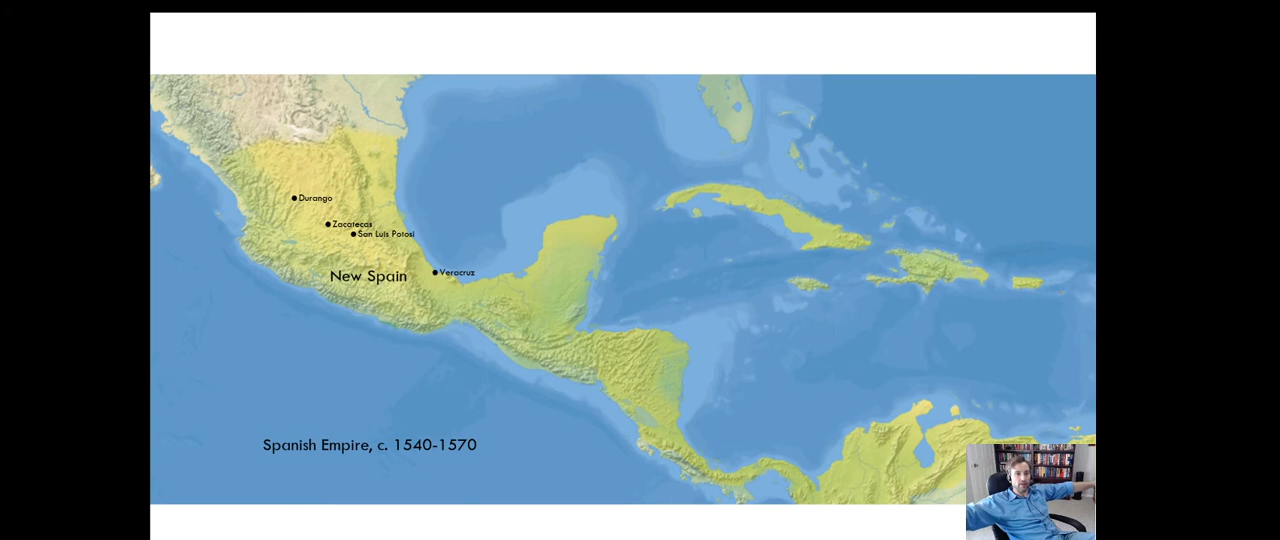 Durango
Zacatecas
San Luis Potosi
New Spain
Veracruz
Spanish Empire, c. 1540-1570